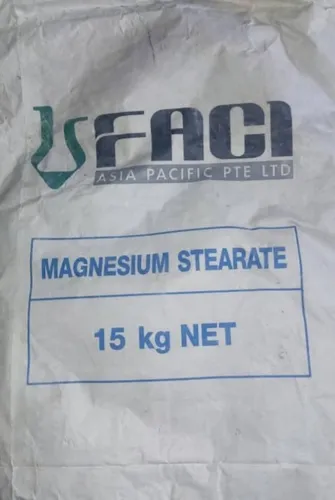 FACI
ASIA PACIFIC PTE LTD
MAGNESIUM STEARATE
15 kg NET